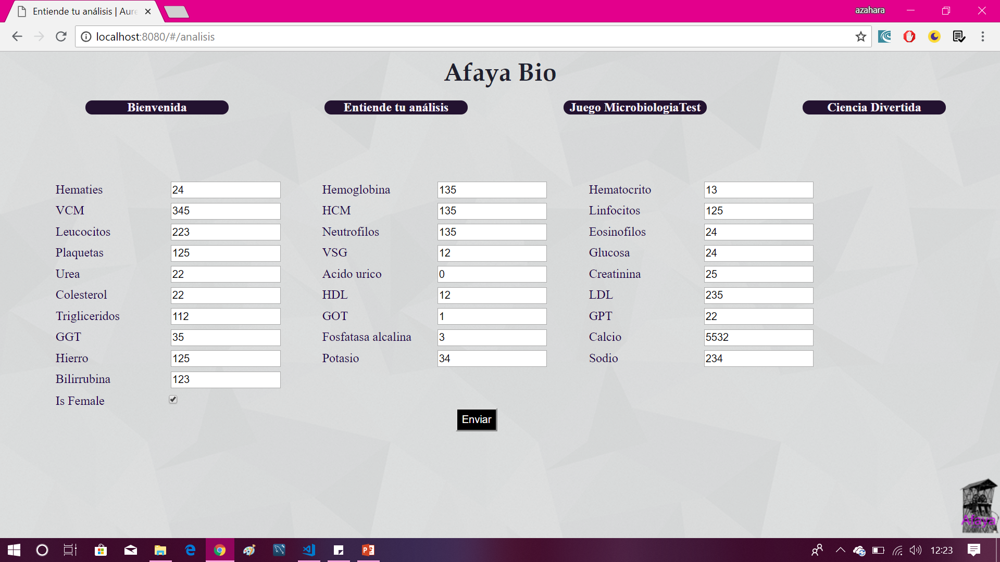 Entiende tu análisis | Aure
azahara
localhost:8080/#/analisis
Afaya Bio
Bienvenida
Entiende tu análisis
Juego MicrobiologiaTest
Ciencia Divertida
Hematies 24 Hemoglobina 135 Hematocrito 13
VCM 345 HCM 135 Linfocitos 125
Leucocitos 223 Neutrofilos 135 Eosinofilos 24
Plaquetas 125 VSG 12 Glucosa 24
Urea 22 Acido urico 0 Creatinina 25
Colesterol 22 HDL 12 LDL 235
Trigliceridos 112 GOT 1 GPT 22
GGT 35 Fosfatasa alcalina 3 Calcio 5532
Hierro 125 Potasio 34 Sodio 234
Bilirrubina 123
Is Female
Enviar
Afaya
12:23